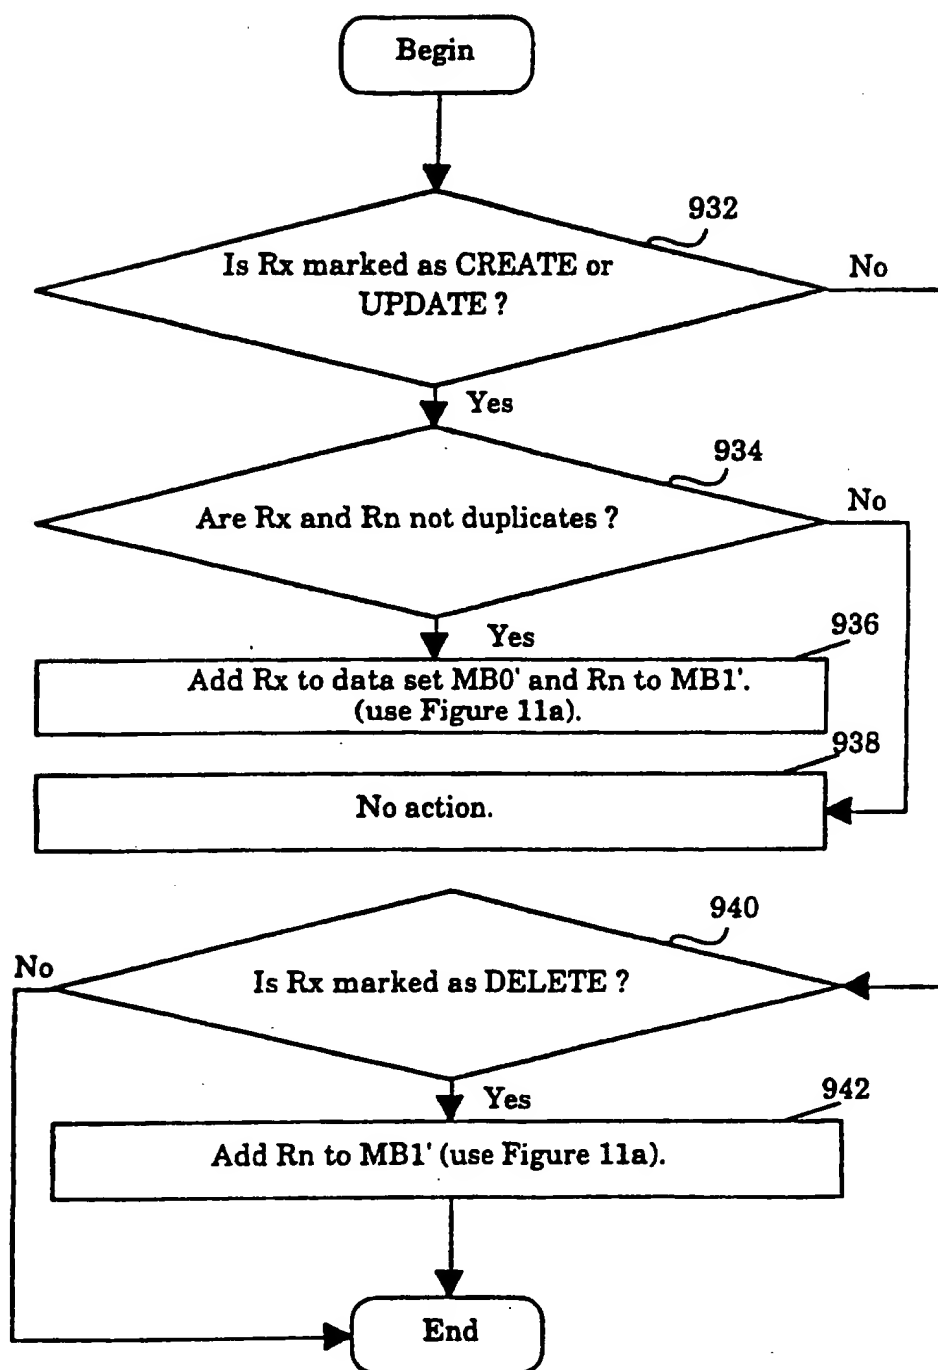 Begin
932
Is Rx marked as CREATE or
UPDATE ?
No
Yes
934
Are Rx and Rn not duplicates ?
No
Yes
936
Add Rx to data set MB0' and Rn to MB1'.
(use Figure 11a).
938
No action.
940
No
Is Rx marked as DELETE ?
Yes
942
Add Rn to MB1' (use Figure 11a).
End